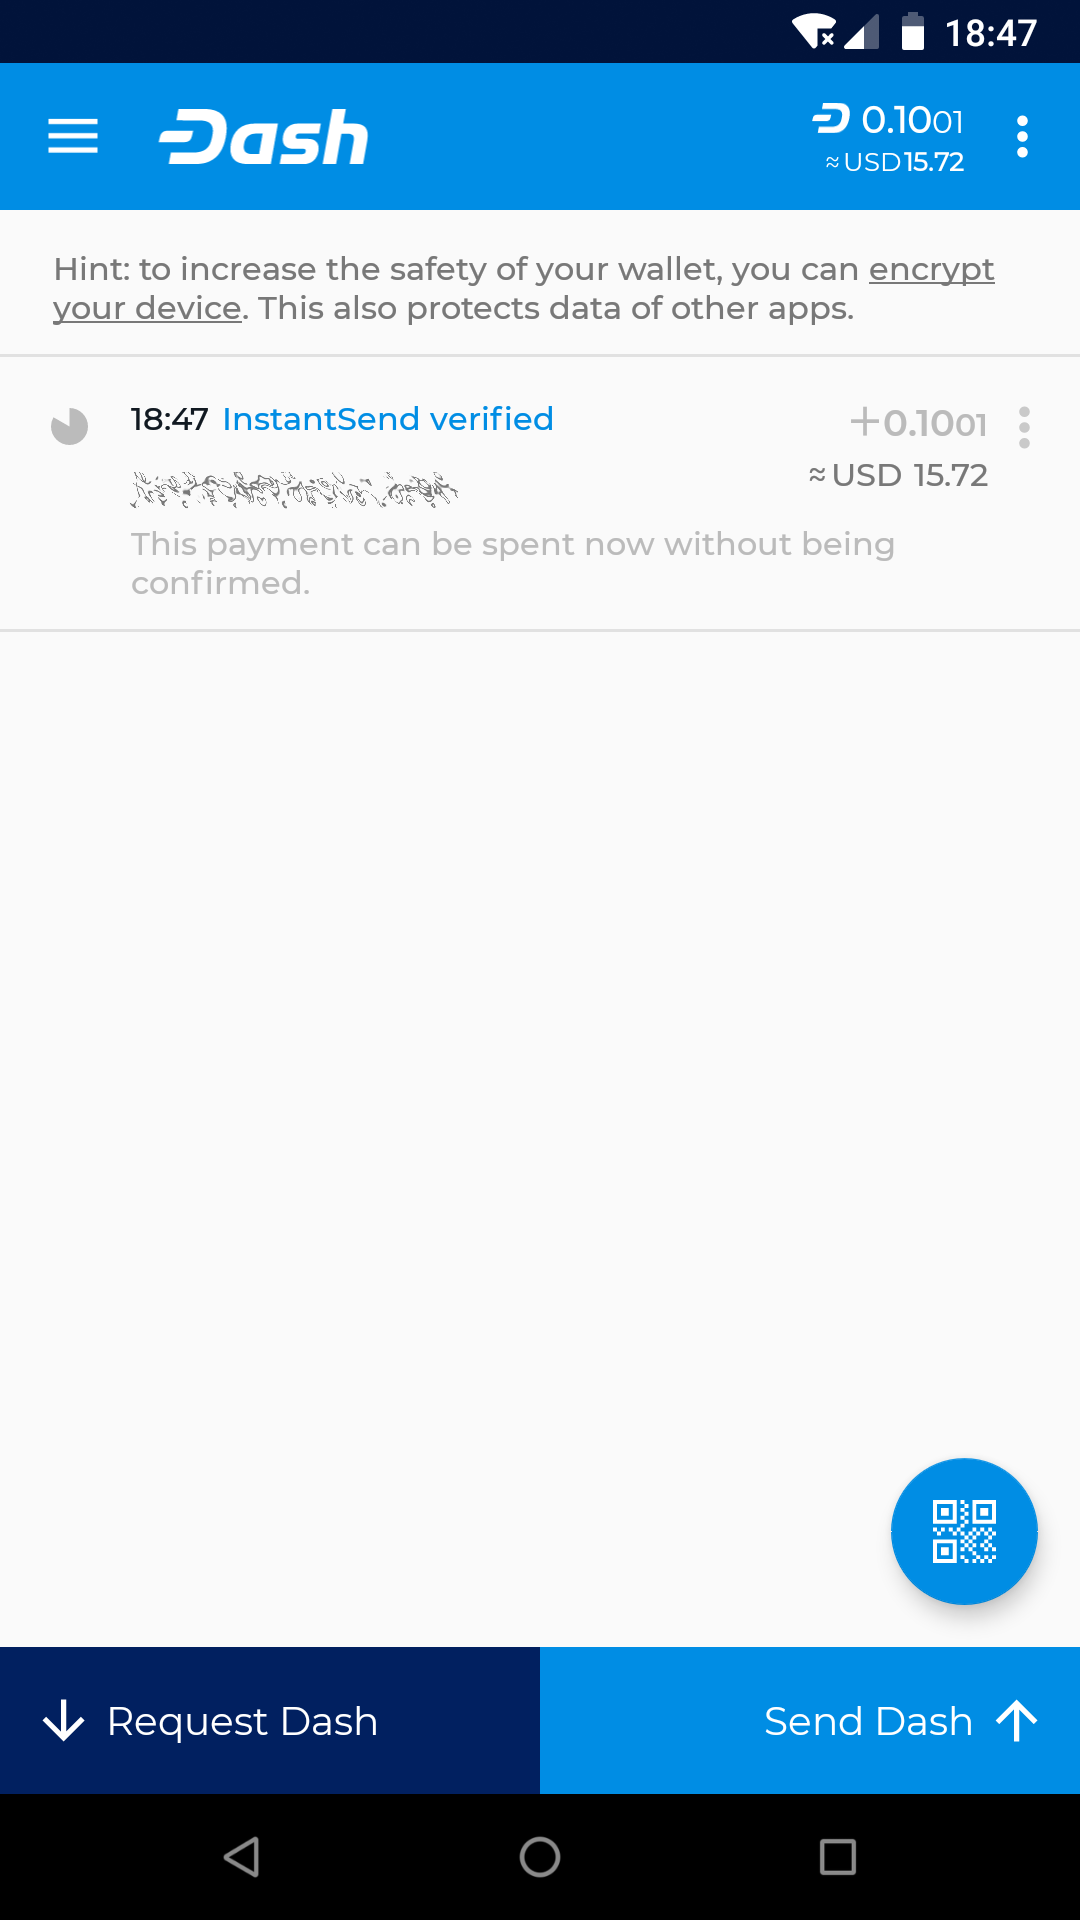 18:47
Dash
0.1001
≈ USD 15.72
Hint: to increase the safety of your wallet, you can encrypt
your device. This also protects data of other apps.
18:47 InstantSend verified
+0.1001
≈ USD 15.72
This payment can be spent now without being
confirmed.
Request Dash
Send Dash